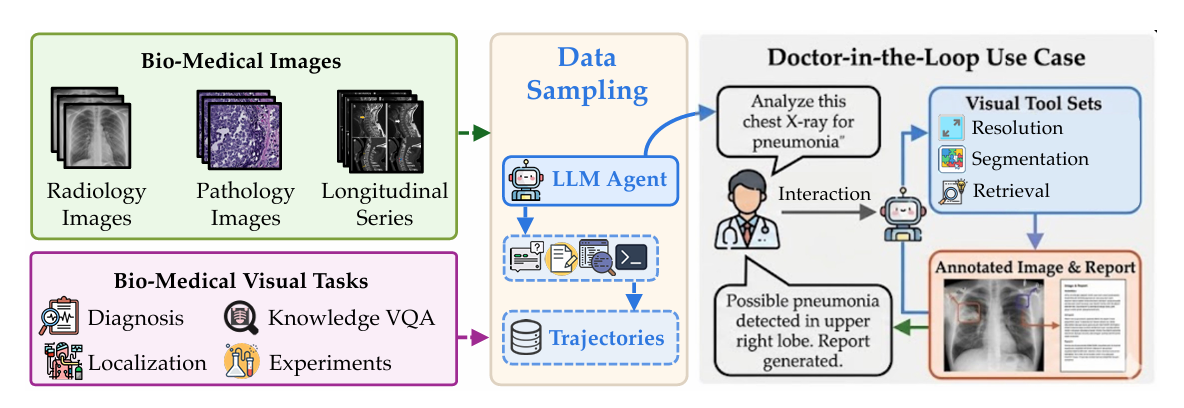 Bio-Medical Images
Radiology
Images
Pathology
Images
Longitudinal
Series
Bio-Medical Visual Tasks
Diagnosis
Knowledge VQA
Localization
Experiments
Data
Sampling
LLM Agent
?
Trajectories
Doctor-in-the-Loop Use Case
Analyze this
chest X-ray for
pneumonia"
Interaction
Visual Tool Sets
Resolution
Segmentation
Retrieval
Annotated Image & Report
Possible pneumonia
detected in upper
right lobe. Report
generated.